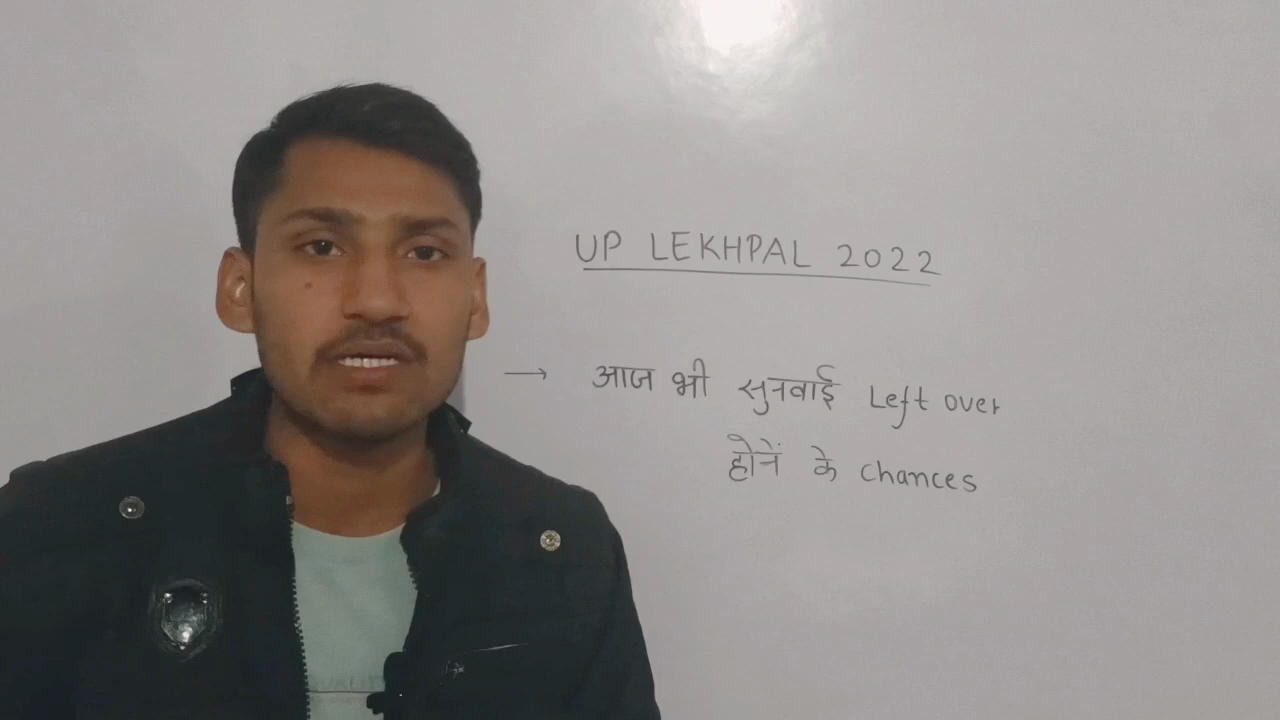 UP LEKHPAL 2022
→ आज भी सुनवाई Left over
होनें के chances